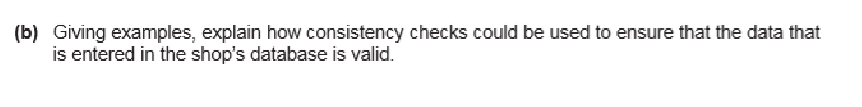 (b) Giving examples, explain how consistency checks could be used to ensure that the data that
is entered in the shop's database is valid.